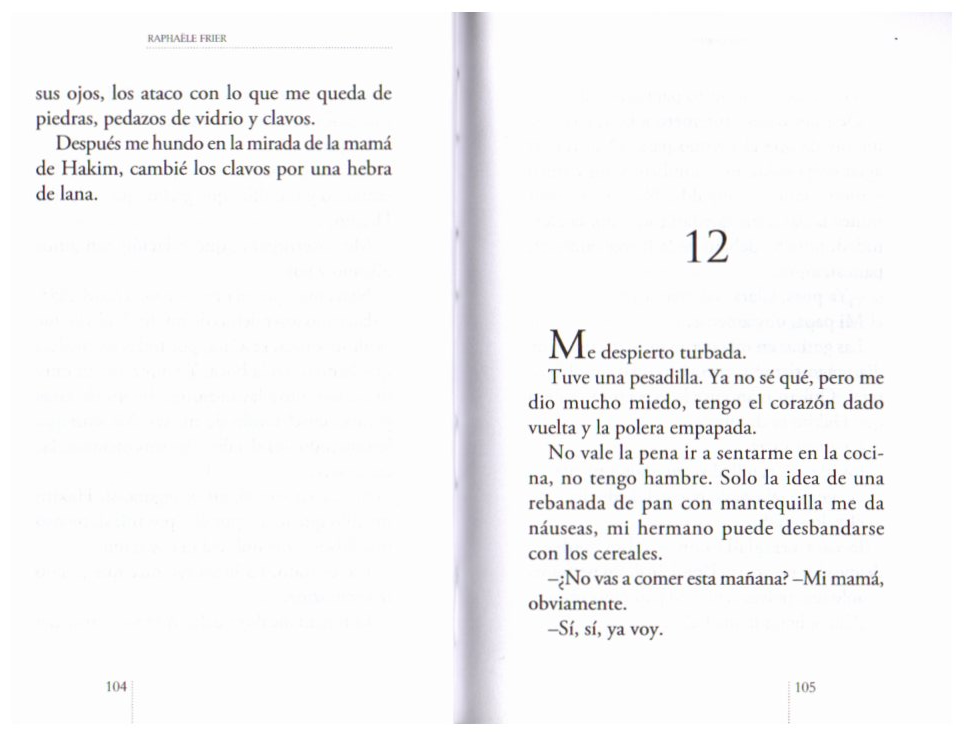 RAPHAËLE FRIER
sus ojos, los ataco con lo que me queda de
piedras, pedazos de vidrio y clavos.
Después me hundo en la mirada de la mamá
de Hakim, cambié los clavos por una hebra
de lana.
104
12
Me despierto turbada.
Tuve una pesadilla. Ya no sé qué, pero me
dio mucho miedo, tengo el corazón dado
vuelta y la polera empapada.
No vale la pena ir a sentarme en la coci-
na, no tengo hambre. Solo la idea de una
rebanada de pan con mantequilla me da
náuseas, mi hermano puede desbandarse
con los cereales.
–¿No vas a comer esta mañana? –Mi mamá,
obviamente.
–Sí, sí, ya voy.
105